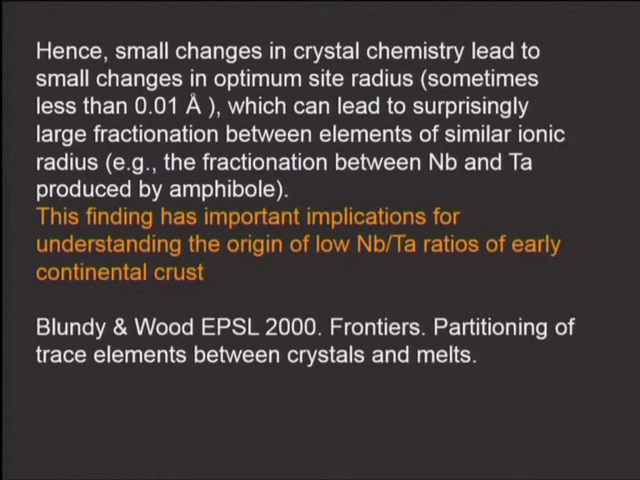 Hence, small changes in crystal chemistry lead to
small changes in optimum site radius (sometimes
less than 0.01 Å ), which can lead to surprisingly
large fractionation between elements of similar ionic
radius (e.g., the fractionation between Nb and Ta
produced by amphibole).
This finding has important implications for
understanding the origin of low Nb/Ta ratios of early
continental crust
Blundy & Wood EPSL 2000. Frontiers. Partitioning of
trace elements between crystals and melts.